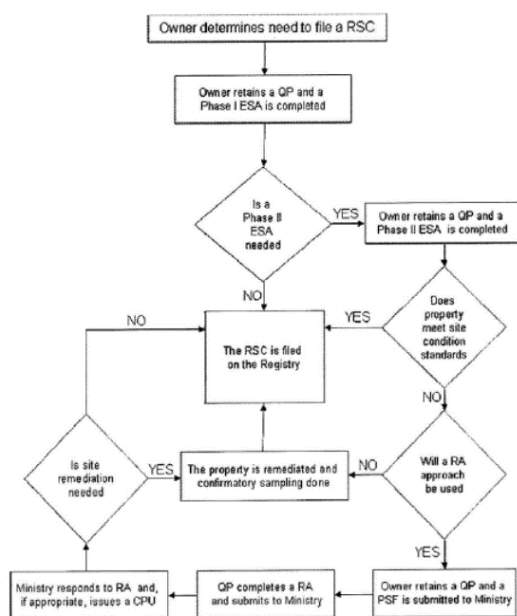 Owner determines need to file a RSC
Owner retains a QP and a
Phase I ESA is completed
Is a
Phase II
ESA
needed
YES
Owner retains a QP and a
Phase II ESA is completed
NO
Does
property
meet site
condition
standards
YES
NO
The RSC is filed
on the Registry
NO
Is site
remediation
needed
YES
The property is remediated and
confirmatory sampling done
NO
Will a RA
approach
be used
YES
Ministry responds to RA and,
if appropriate, issues a CPU
QP completes a RA
and submits to Ministry
Owner retains a QP and a
PSF is submitted to Ministry